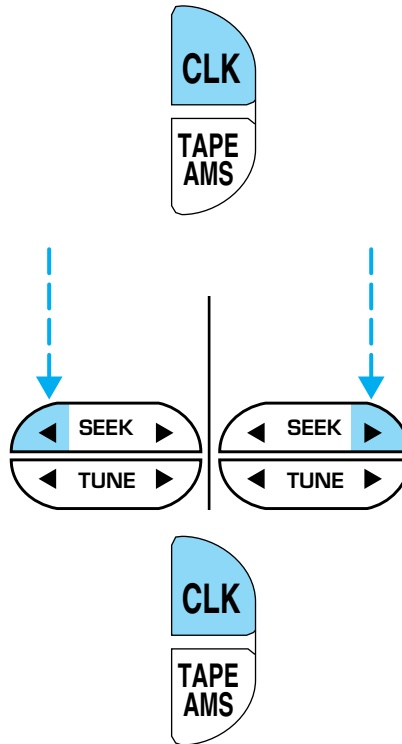 CLK
TAPE
AMS
◀ SEEK ▶ ◀ SEEK ▶
◀ TUNE ▶ ◀ TUNE ▶
CLK
TAPE
AMS